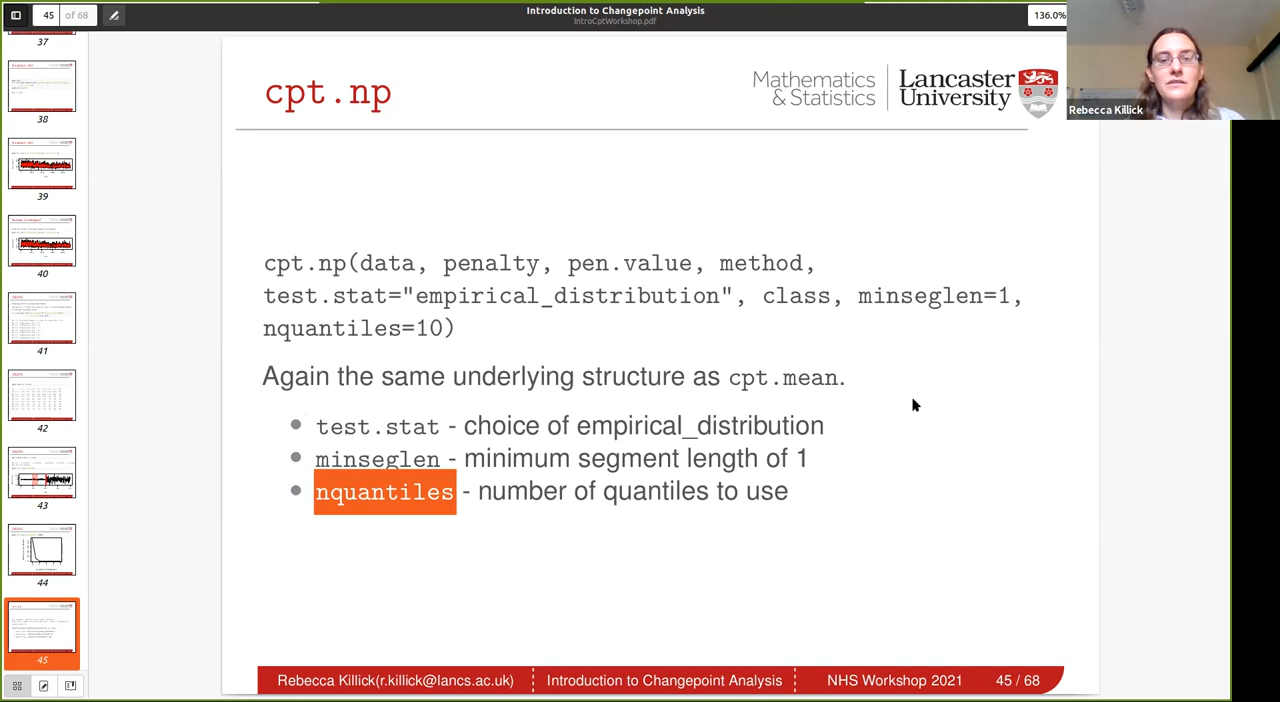 45 of 68
Introduction to Changepoint Analysis
IntroCptWorkshop.pdf
136.0%
Rebecca Killick
37
38
39
40
41
42
43
44
45
cpt.np
Mathematics
& Statistics
Lancaster
University
cpt.np(data, penalty, pen.value, method,
test.stat="empirical_distribution", class, minseglen=1,
nquantiles=10)
Again the same underlying structure as cpt.mean.
test.stat - choice of empirical_distribution
minseglen - minimum segment length of 1
nquantiles - number of quantiles to use
Rebecca Killick(r.killick@lancs.ac.uk) Introduction to Changepoint Analysis NHS Workshop 2021 45 / 68